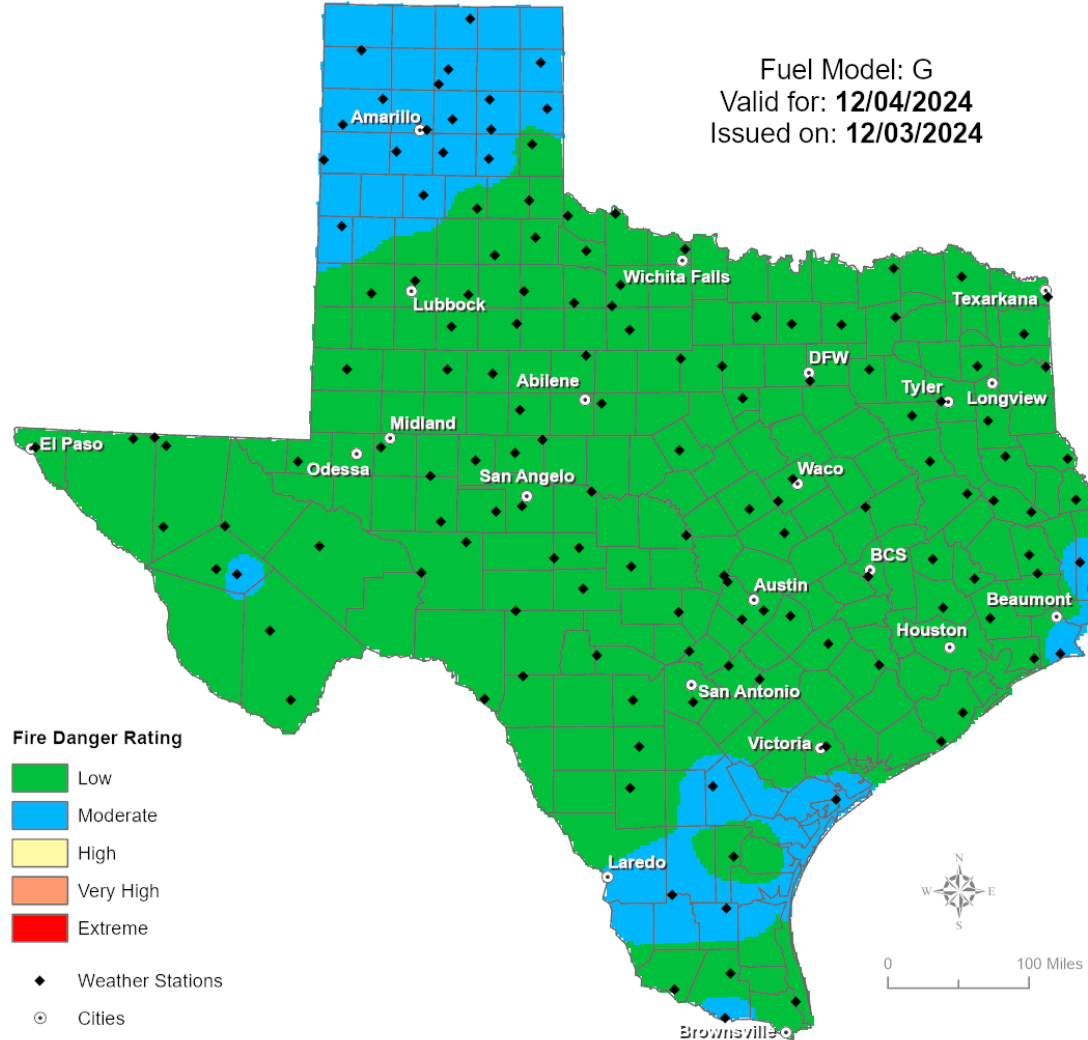 Fuel Model: G
Valid for: 12/04/2024
Issued on: 12/03/2024
Amarillo
Wichita Falls
Lubbock
Texarkana
DFW
Abilene
Tyler
Longview
Midland
El Paso
Odessa
San Angelo
Waco
BCS
Austin
Beaumont
Houston
San Antonio
Victoria
Laredo
Brownsville
Fire Danger Rating
Low
Moderate
High
Very High
Extreme
Weather Stations
Cities
N
W E
S
0 100 Miles